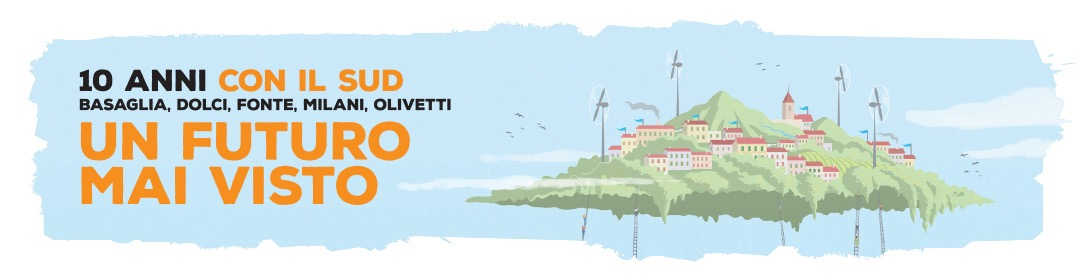 10 ANNI CON IL SUD
BASAGLIA, DOLCI, FONTE, MILANI, OLIVETTI
UN FUTURO
MAI VISTO